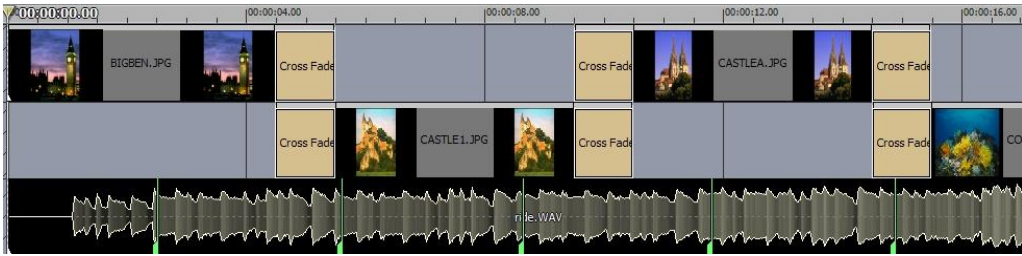 00:00:00.00 00:00:04.00 00:00:08.00 00:00:12.00 00:00:16.00
BIGBEN.JPG Cross Fade Cross Fade CASTLEA.JPG Cross Fade
Cross Fade CASTLE1.JPG Cross Fade Cross Fade CO
ride.WAV